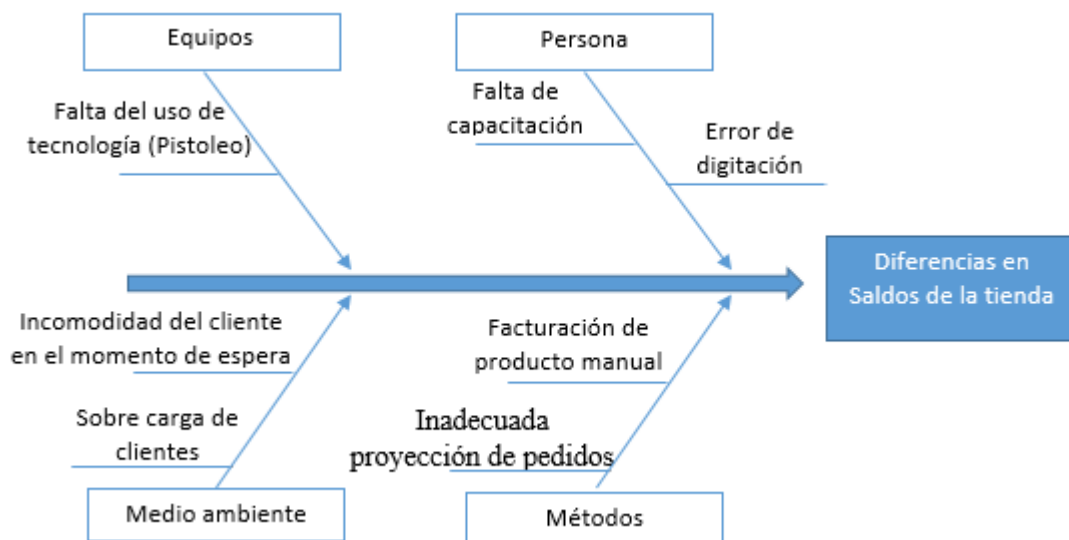 Equipos
Persona
Falta del uso de
tecnología (Pistoleo)
Falta de
capacitación
Error de
digitación
Diferencias en
Saldos de la tienda
Incomodidad del cliente
en el momento de espera
Sobre carga de
clientes
Facturación de
producto manual
Inadecuada
proyección de pedidos
Medio ambiente
Métodos